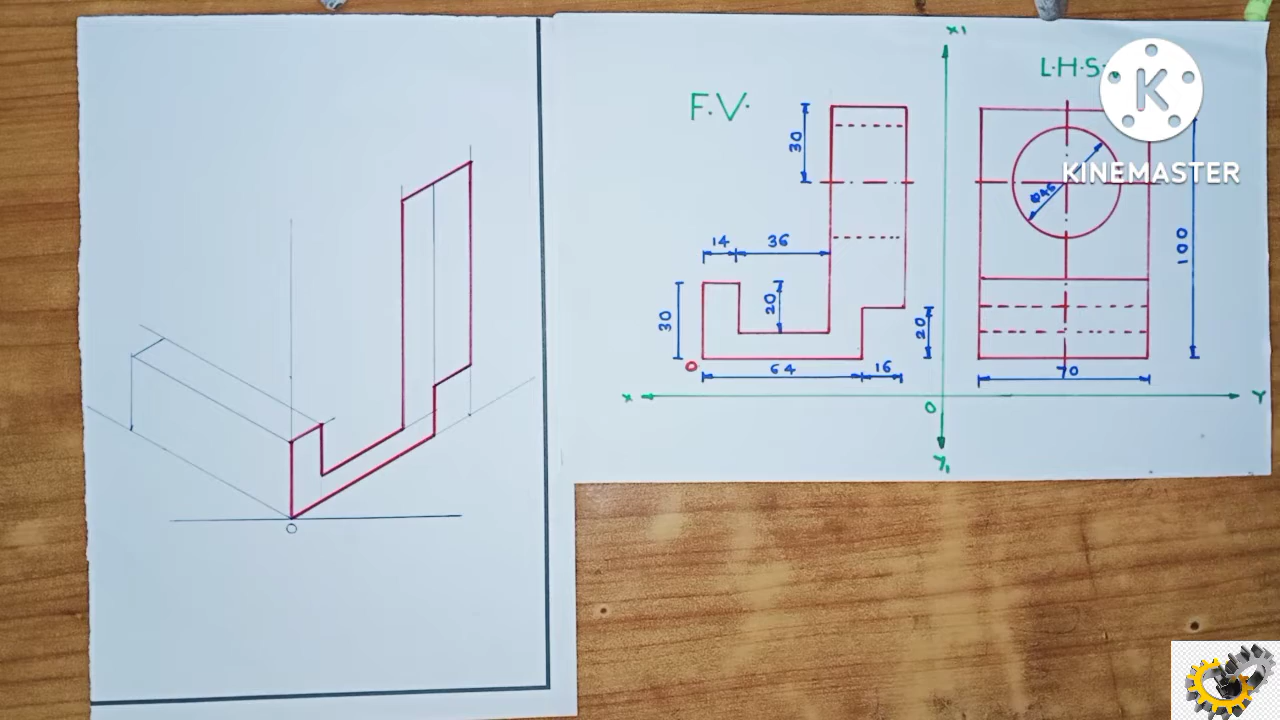 F.V.
L.H.S.
X1
30
14
36
30
20
20
O
64
16
Ø46
100
70
X
O
Y
Y1
O
K
KINEMASTER